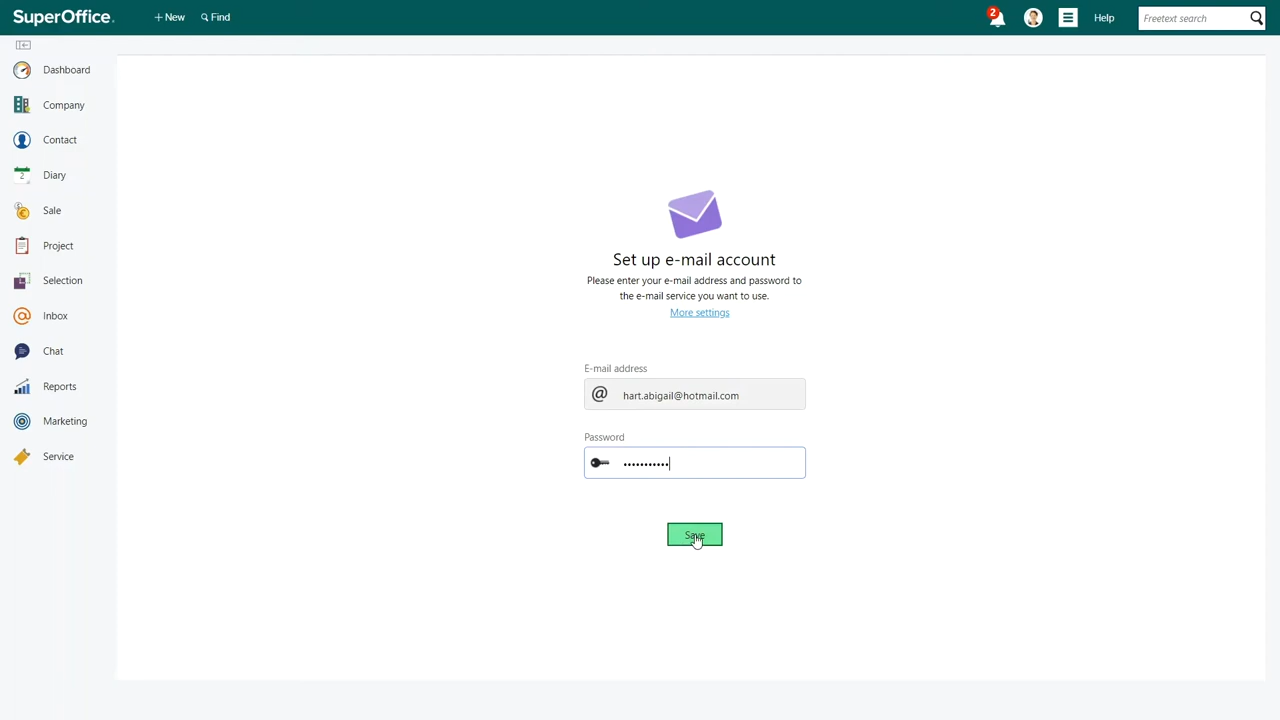 SuperOffice.
+ New
Find
2
Help
Freetext search
Dashboard
Company
Contact
2
Diary
Sale
Project
Selection
Inbox
Chat
Reports
Marketing
Service
Set up e-mail account
Please enter your e-mail address and password to
the e-mail service you want to use.
More settings
E-mail address
@ hart.abigail@hotmail.com
Password
•••••••••••
Save